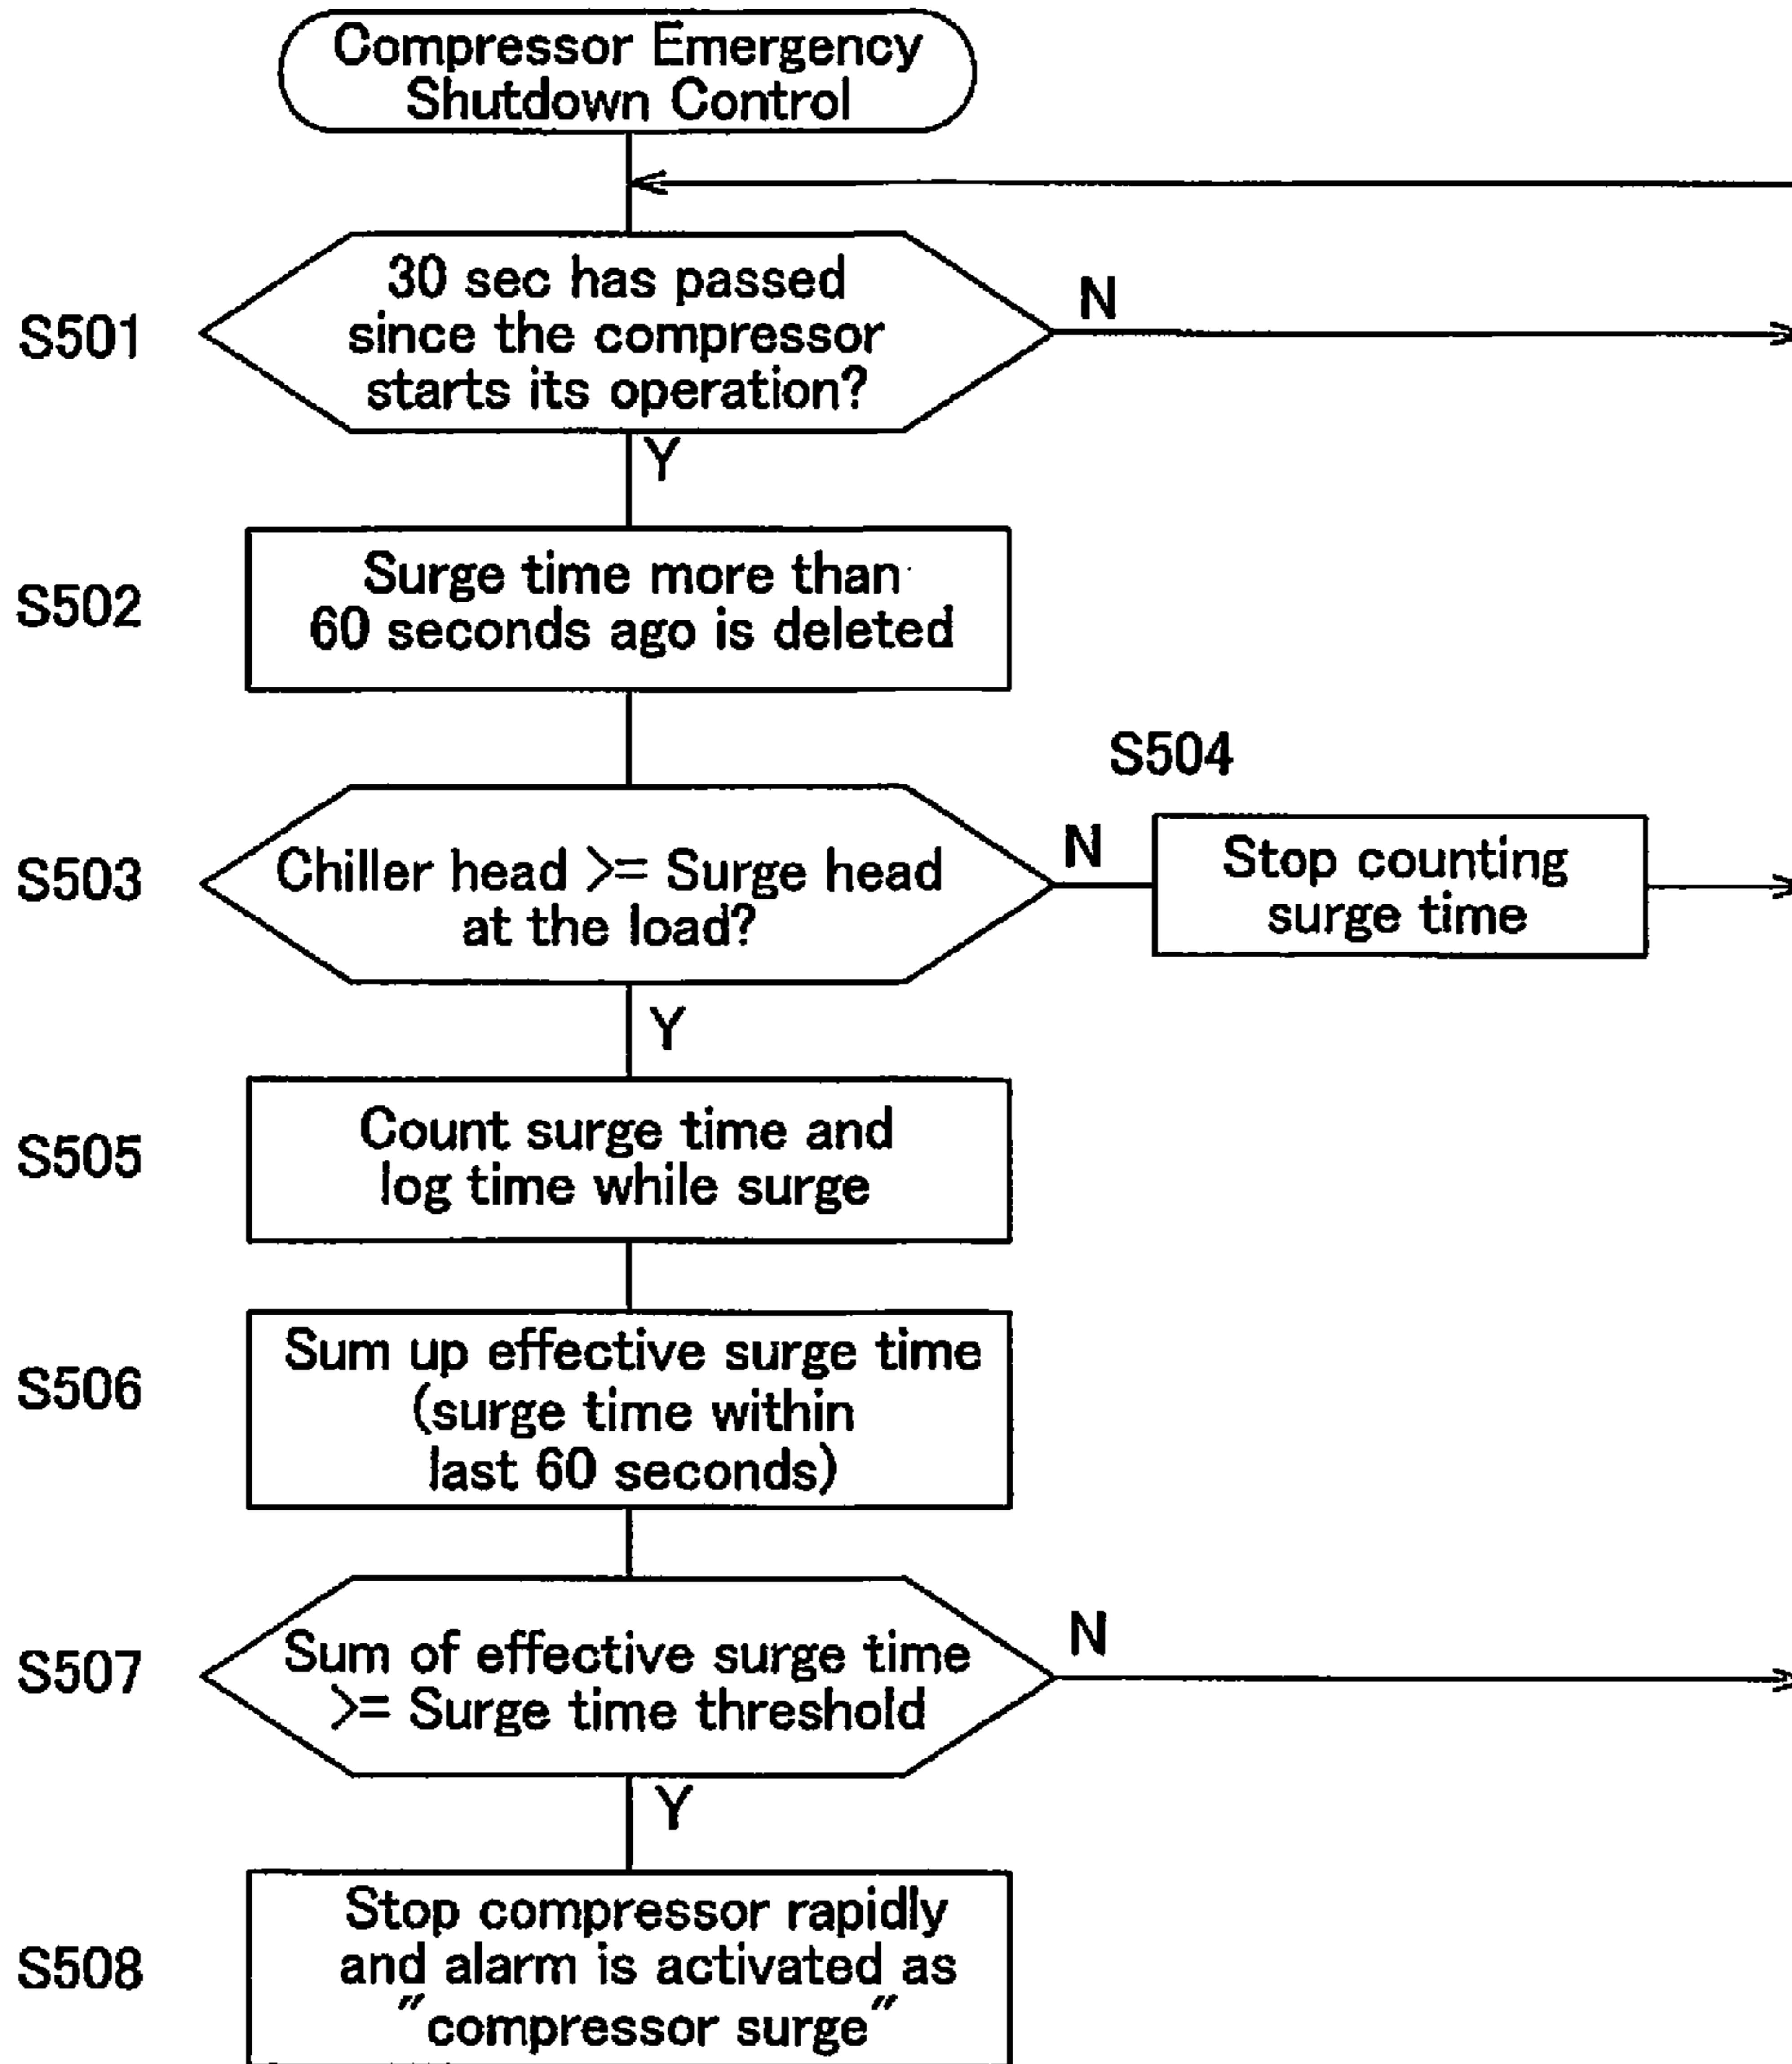 Compressor Emergency
Shutdown Control
S501
30 sec has passed
since the compressor
starts its operation?
N
Y
S502
Surge time more than
60 seconds ago is deleted
S503
Chiller head >= Surge head
at the load?
N
S504
Stop counting
surge time
Y
S505
Count surge time and
log time while surge
S506
Sum up effective surge time
(surge time within
last 60 seconds)
S507
Sum of effective surge time
>= Surge time threshold
N
Y
S508
Stop compressor rapidly
and alarm is activated as
"compressor surge"